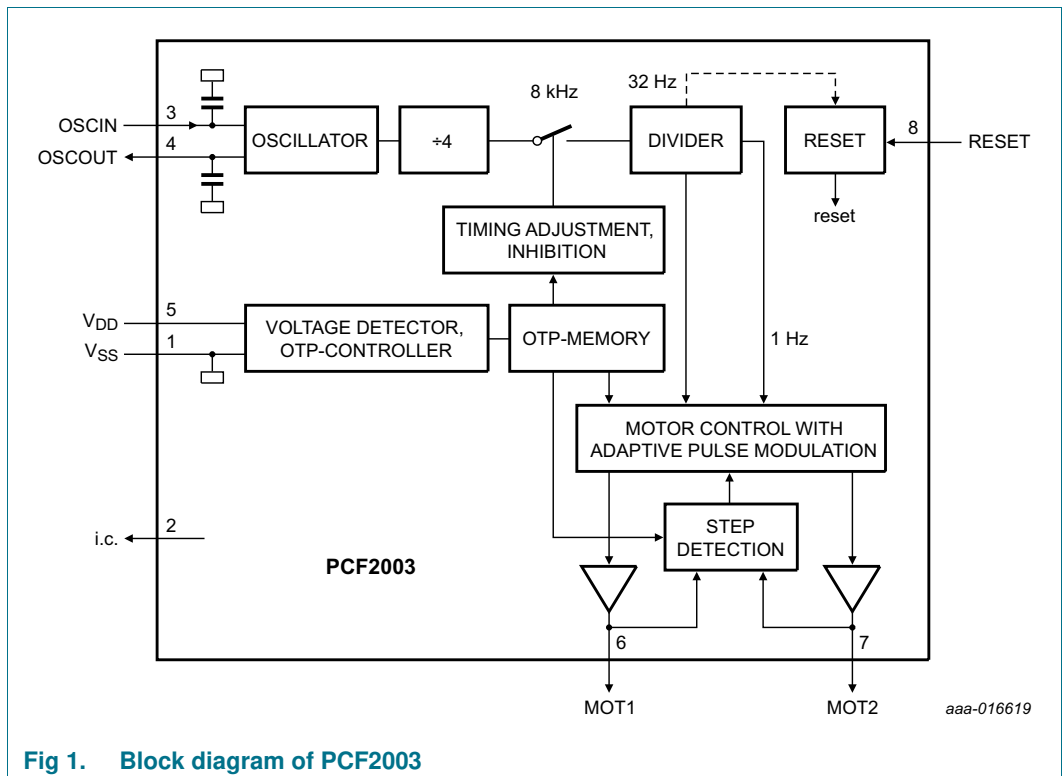 8 kHz
32 Hz
3
OSCIN
4
OSCOUT
OSCILLATOR
÷4
DIVIDER
RESET
8
RESET
reset
TIMING ADJUSTMENT,
INHIBITION
5
VDD
1
VSS
VOLTAGE DETECTOR,
OTP-CONTROLLER
OTP-MEMORY
1 Hz
MOTOR CONTROL WITH
ADAPTIVE PULSE MODULATION
2
i.c.
STEP
DETECTION
PCF2003
6
7
MOT1
MOT2
aaa-016619
Fig 1. Block diagram of PCF2003